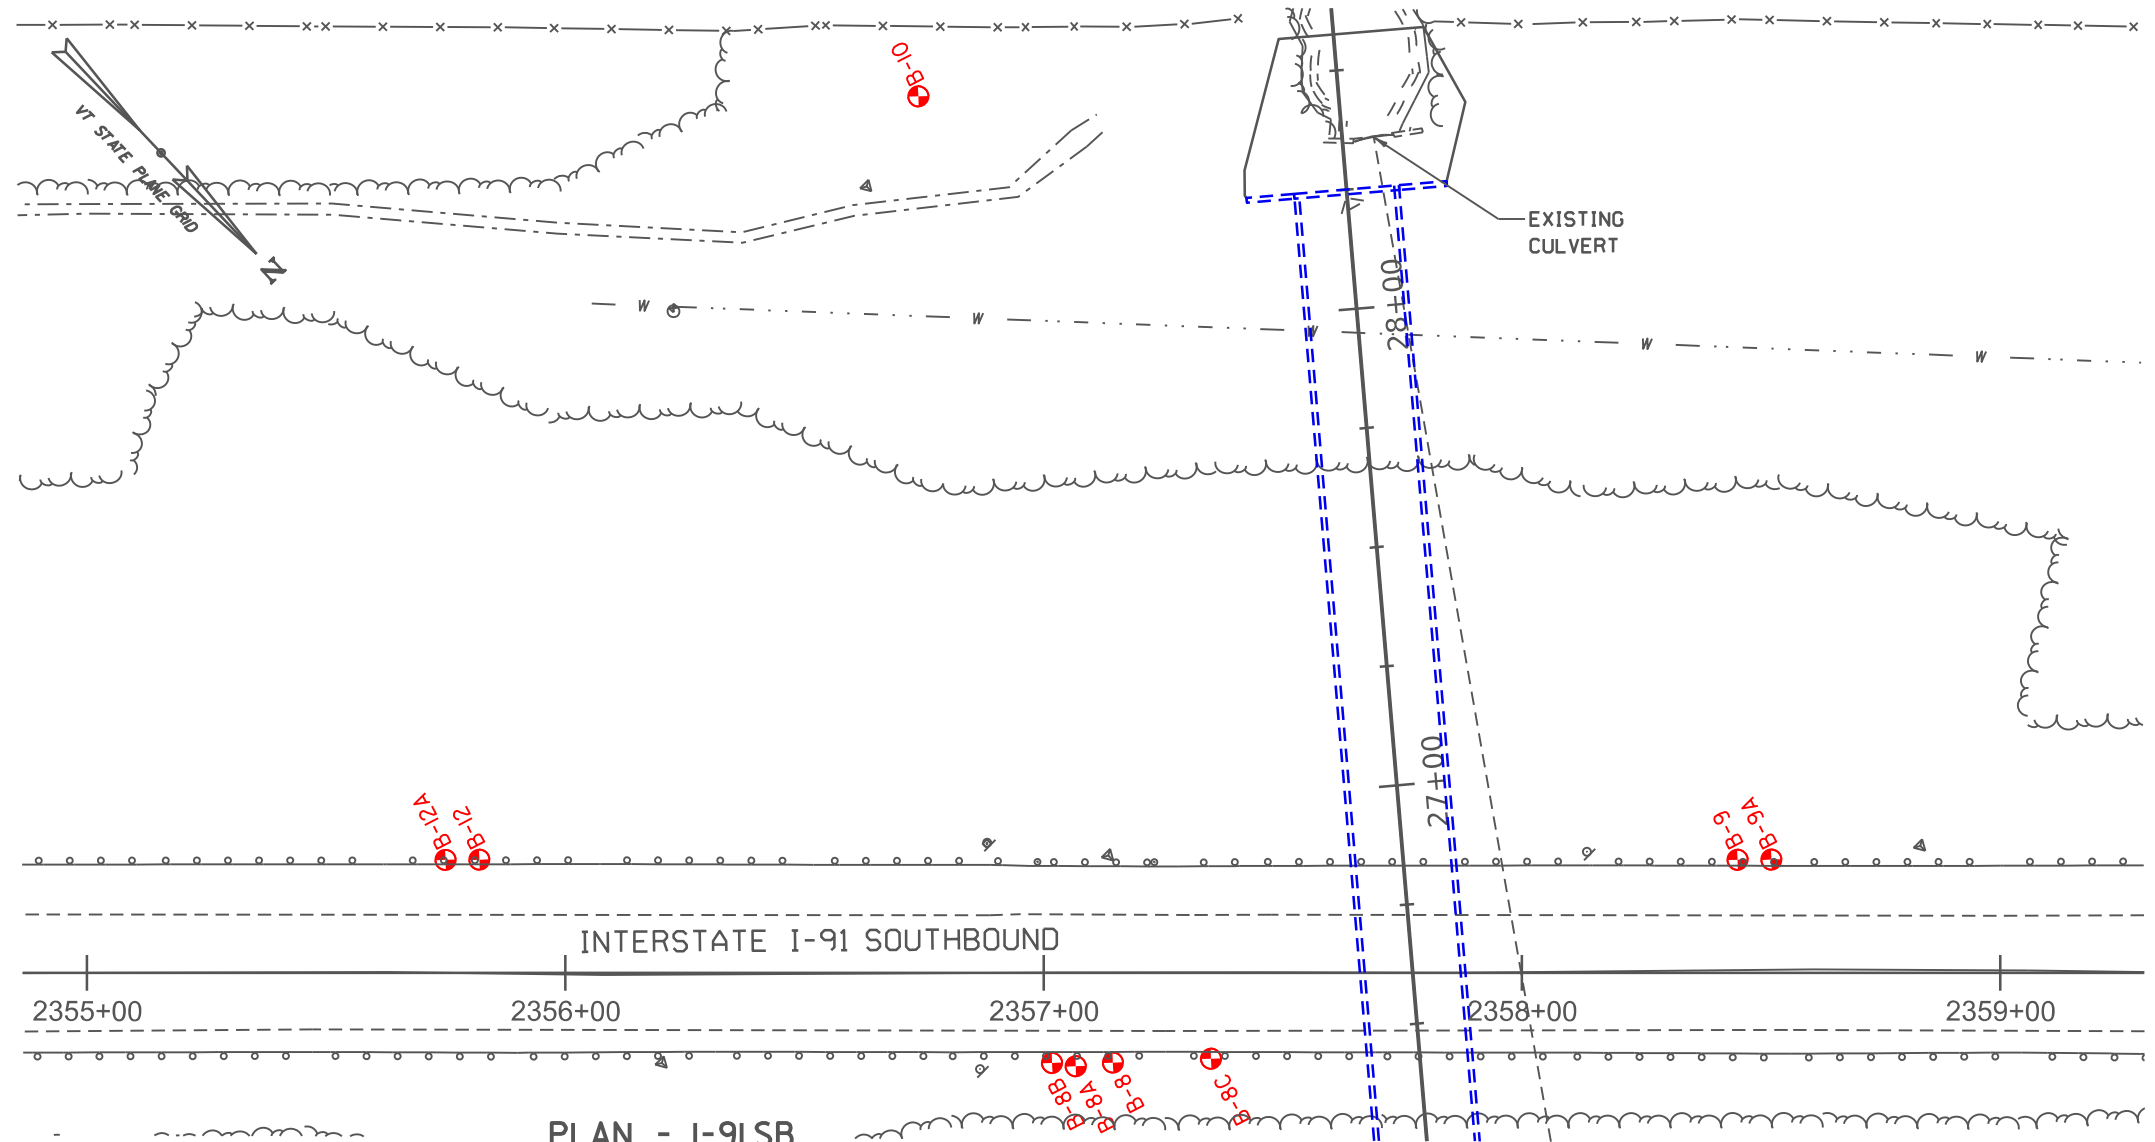 B-10
VT STATE PLANE GRID
N
EXISTING
CULVERT
28+00
W
W
W
W
W
27+00
B-12A
B-12
B-9
B-9A
INTERSTATE I-91 SOUTHBOUND
2355+00
2356+00
2357+00
2358+00
2359+00
B-8B
B-8A
B-8
B-8C
PLAN - I-91SB